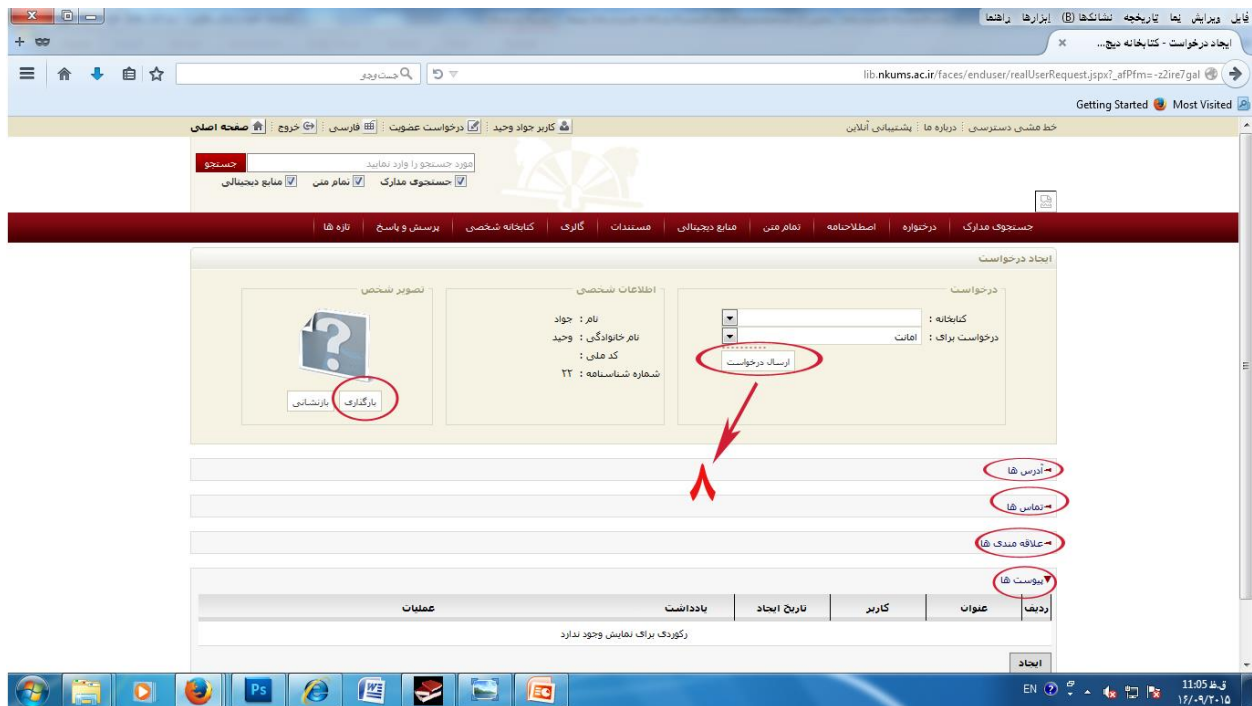 فایل ویرایش نما تاریخچه نشانک‌ها (B) ابزارها راهنما
ایجاد درخواست - کتابخانه دیج...
lib.nkums.ac.ir/faces/enduser/realUserRequest.jspx?_afPfm=-z2ire7gal
جست‌وجو
Most Visited
Getting Started
خط مشی دسترسی درباره ما پشتیبانی آنلاین
کاربر جواد وحید درخواست عضویت فارسی خروج صفحه اصلی
مورد جستجو را وارد نمایید جستجو
جستجوی مدارک تمام متن منابع دیجیتالی
جستجوی مدارک درختواره اصطلاحنامه تمام متن منابع دیجیتالی مستندات گالری کتابخانه شخصی پرسش و پاسخ تازه ها
ایجاد درخواست
درخواست
کتابخانه :
درخواست برای : امانت
ارسال درخواست
اطلاعات شخصی
نام : جواد
نام خانوادگی : وحید
کد ملی :
شماره شناسنامه : ۲۲
تصویر شخص
بارگذاری بازنشانی
۸
آدرس ها
تماس ها
علاقه مندی ها
پیوست ها
ردیف عنوان کاربر تاریخ ایجاد یادداشت عملیات
رکوردی برای نمایش وجود ندارد
ایجاد
Ps
EN
11:05 ق.ظ
۱۶/۰۹/۲۰۱۵